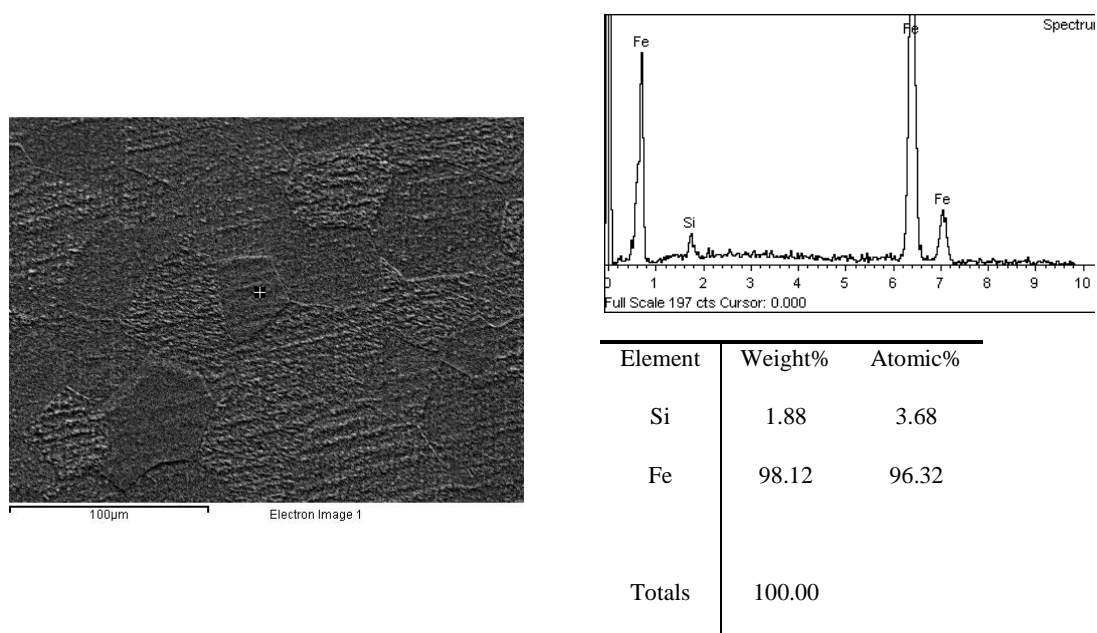 Spectrum
Fe
Fe
Si
Fe
0 1 2 3 4 5 6 7 8 9 10
Full Scale 197 cts Cursor: 0.000
100µm Electron Image 1
Element Weight% Atomic%
Si 1.88 3.68
Fe 98.12 96.32
Totals 100.00